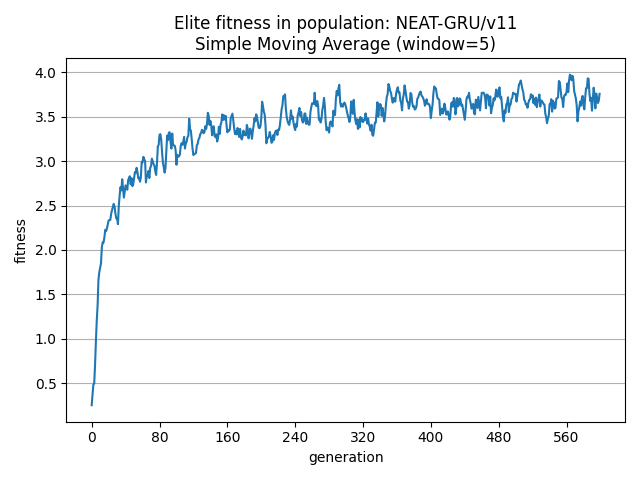 Elite fitness in population: NEAT-GRU/v11
Simple Moving Average (window=5)
4.0
3.5
3.0
2.5
2.0
1.5
1.0
0.5
fitness
0 80 160 240 320 400 480 560
generation